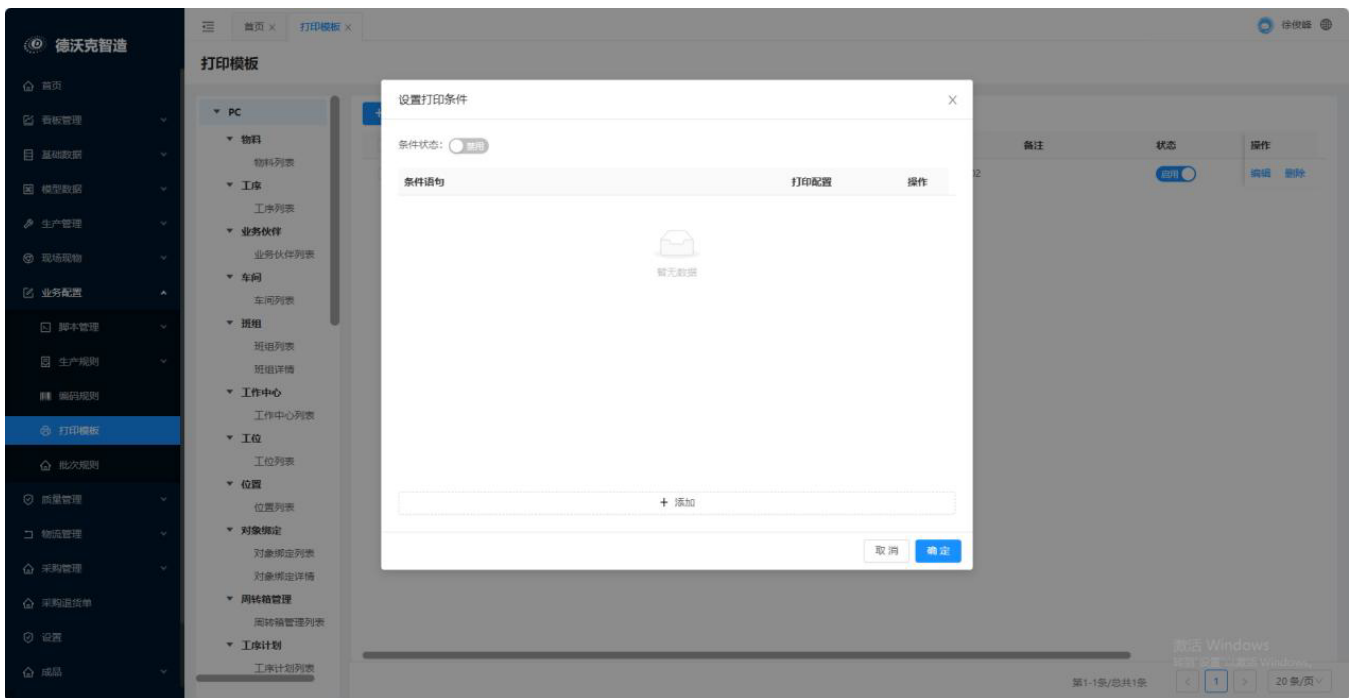 德沃克智造
首页
看板管理
基础数据
模型数据
生产管理
现场现物
业务配置
脚本管理
生产规则
编码规则
打印模板
批次规则
质量管理
物流管理
采购管理
采购退货单
设置
成品
首页 × 打印模板 ×
徐俊峰
打印模板
PC
物料
物料列表
工序
工序列表
业务伙伴
业务伙伴列表
车间
车间列表
班组
班组列表
班组详情
工作中心
工作中心列表
工位
工位列表
位置
位置列表
对象绑定
对象绑定列表
对象绑定详情
周转箱管理
周转箱管理列表
工序计划
工序计划列表
设置打印条件
条件状态: 禁用
条件语句 打印配置 操作
暂无数据
+ 添加
取消 确定
备注 状态 操作
启用 编辑 删除
激活 Windows
第1-1条/总共1条 < 1 > 20 条/页